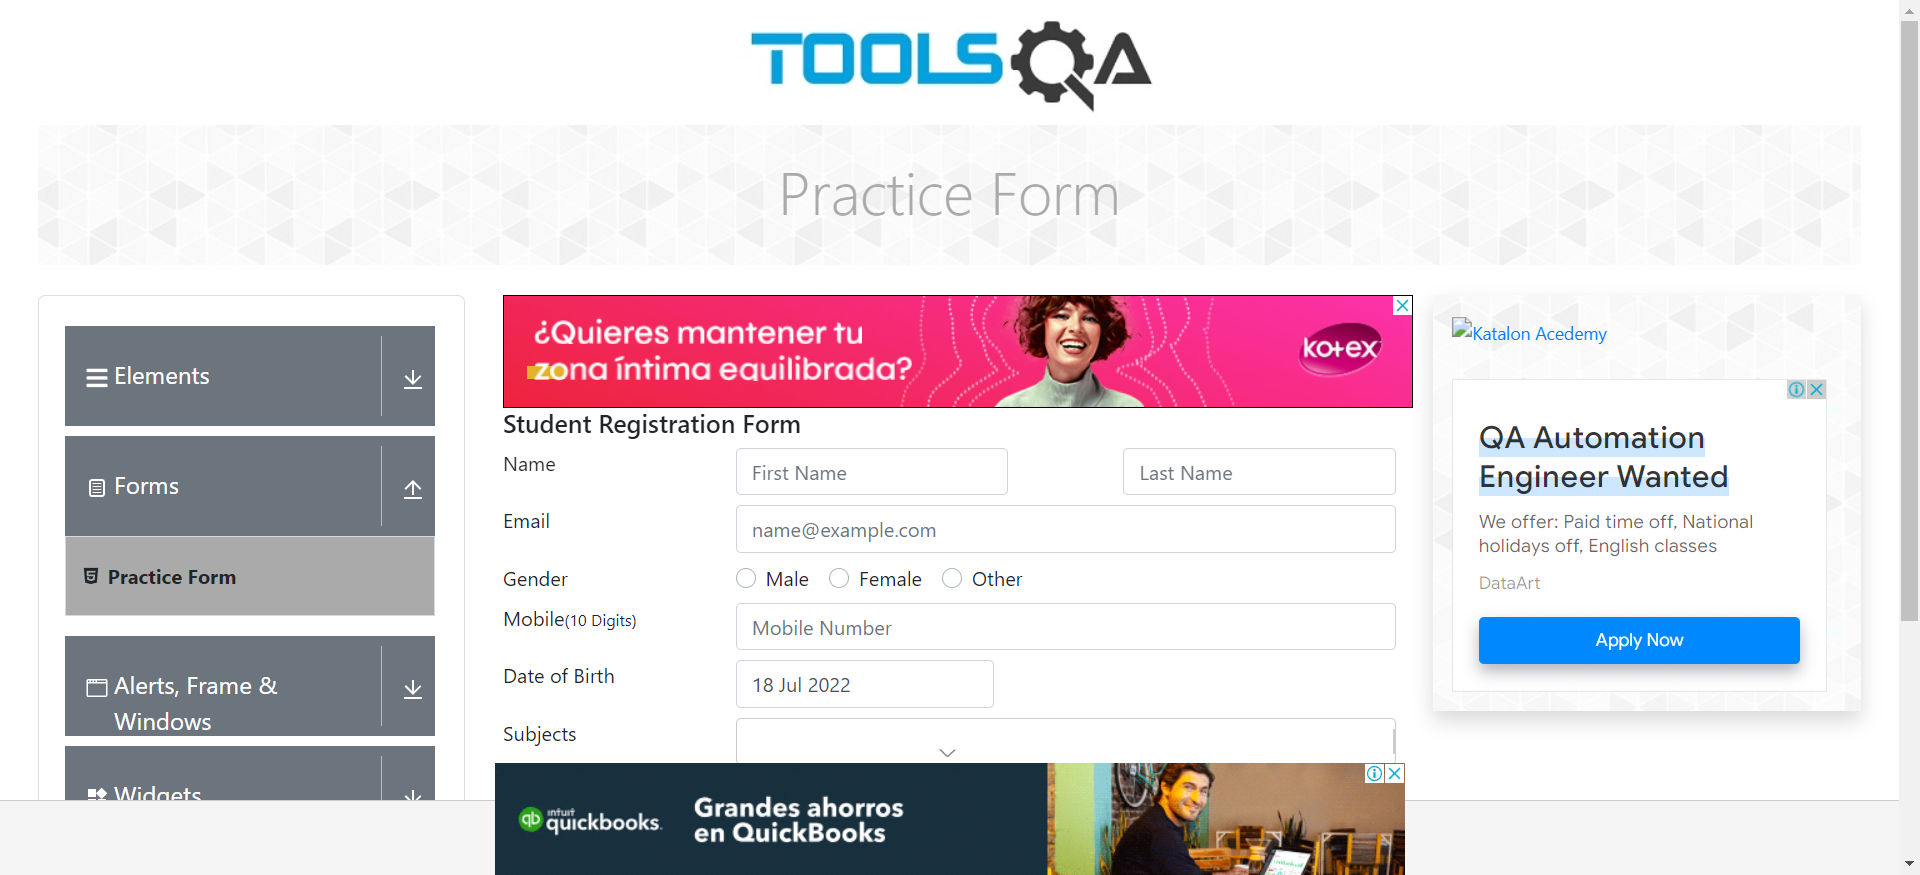 TOOLSQA
Practice Form
Elements
Forms
Practice Form
Alerts, Frame &
Windows
Widgets
¿Quieres mantener tu
zona íntima equilibrada?
kotex
Student Registration Form
Name
First Name
Last Name
Email
name@example.com
Gender
Male
Female
Other
Mobile(10 Digits)
Mobile Number
Date of Birth
18 Jul 2022
Subjects
intuit
quickbooks.
Grandes ahorros
en QuickBooks
Katalon Acedemy
QA Automation
Engineer Wanted
We offer: Paid time off, National
holidays off, English classes
DataArt
Apply Now